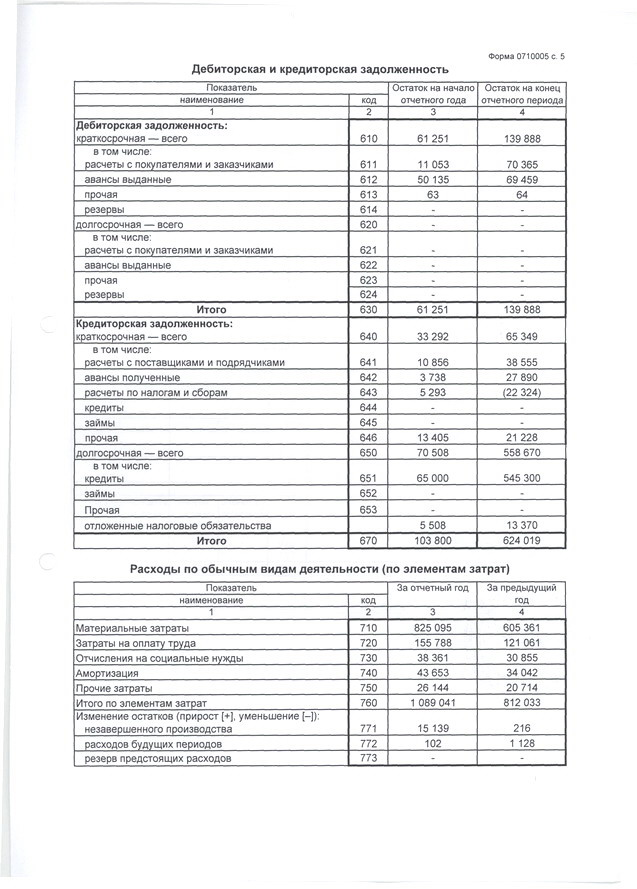 Форма 0710005 с. 5
Дебиторская и кредиторская задолженность
Показатель Остаток на начало отчетного года Остаток на конец отчетного периода
наименование код
1 2 3 4
Дебиторская задолженность:
краткосрочная — всего 610 61 251 139 888
в том числе:
расчеты с покупателями и заказчиками 611 11 053 70 365
авансы выданные 612 50 135 69 459
прочая 613 63 64
резервы 614 - -
долгосрочная — всего 620 - -
в том числе:
расчеты с покупателями и заказчиками 621 - -
авансы выданные 622 - -
прочая 623 - -
резервы 624 - -
Итого 630 61 251 139 888
Кредиторская задолженность:
краткосрочная — всего 640 33 292 65 349
в том числе:
расчеты с поставщиками и подрядчиками 641 10 856 38 555
авансы полученные 642 3 738 27 890
расчеты по налогам и сборам 643 5 293 (22 324)
кредиты 644 - -
займы 645 - -
прочая 646 13 405 21 228
долгосрочная — всего 650 70 508 558 670
в том числе:
кредиты 651 65 000 545 300
займы 652 - -
Прочая 653 - -
отложенные налоговые обязательства 5 508 13 370
Итого 670 103 800 624 019
Расходы по обычным видам деятельности (по элементам затрат)
Показатель За отчетный год За предыдущий год
наименование код
1 2 3 4
Материальные затраты 710 825 095 605 361
Затраты на оплату труда 720 155 788 121 061
Отчисления на социальные нужды 730 38 361 30 855
Амортизация 740 43 653 34 042
Прочие затраты 750 26 144 20 714
Итого по элементам затрат 760 1 089 041 812 033
Изменение остатков (прирост [+], уменьшение [–]):
незавершенного производства 771 15 139 216
расходов будущих периодов 772 102 1 128
резерв предстоящих расходов 773 - -